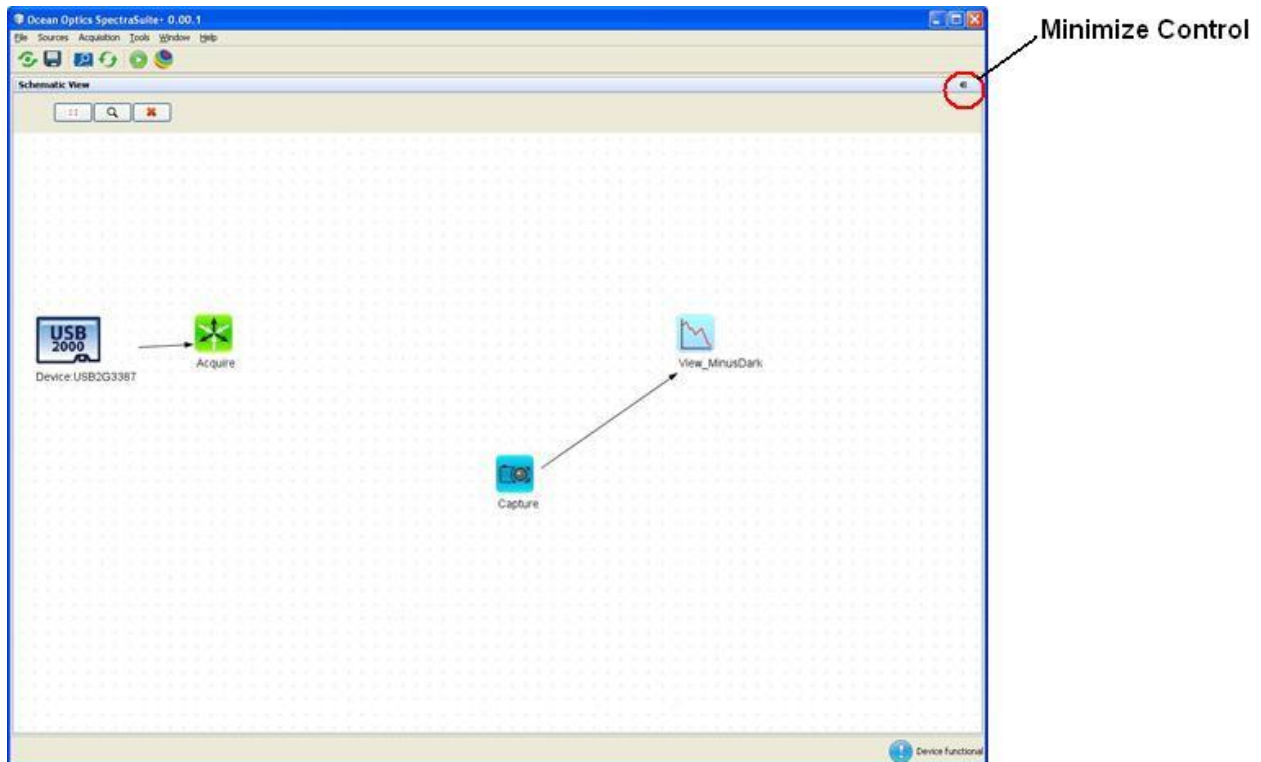 Ocean Optics SpectraSuite - 0.00.1
Minimize Control
File Sources Acquisition Tools Window Help
Schematic View
USB
2000
Device:USB2G3387
Acquire
View_MinusDark
Capture
Device functional